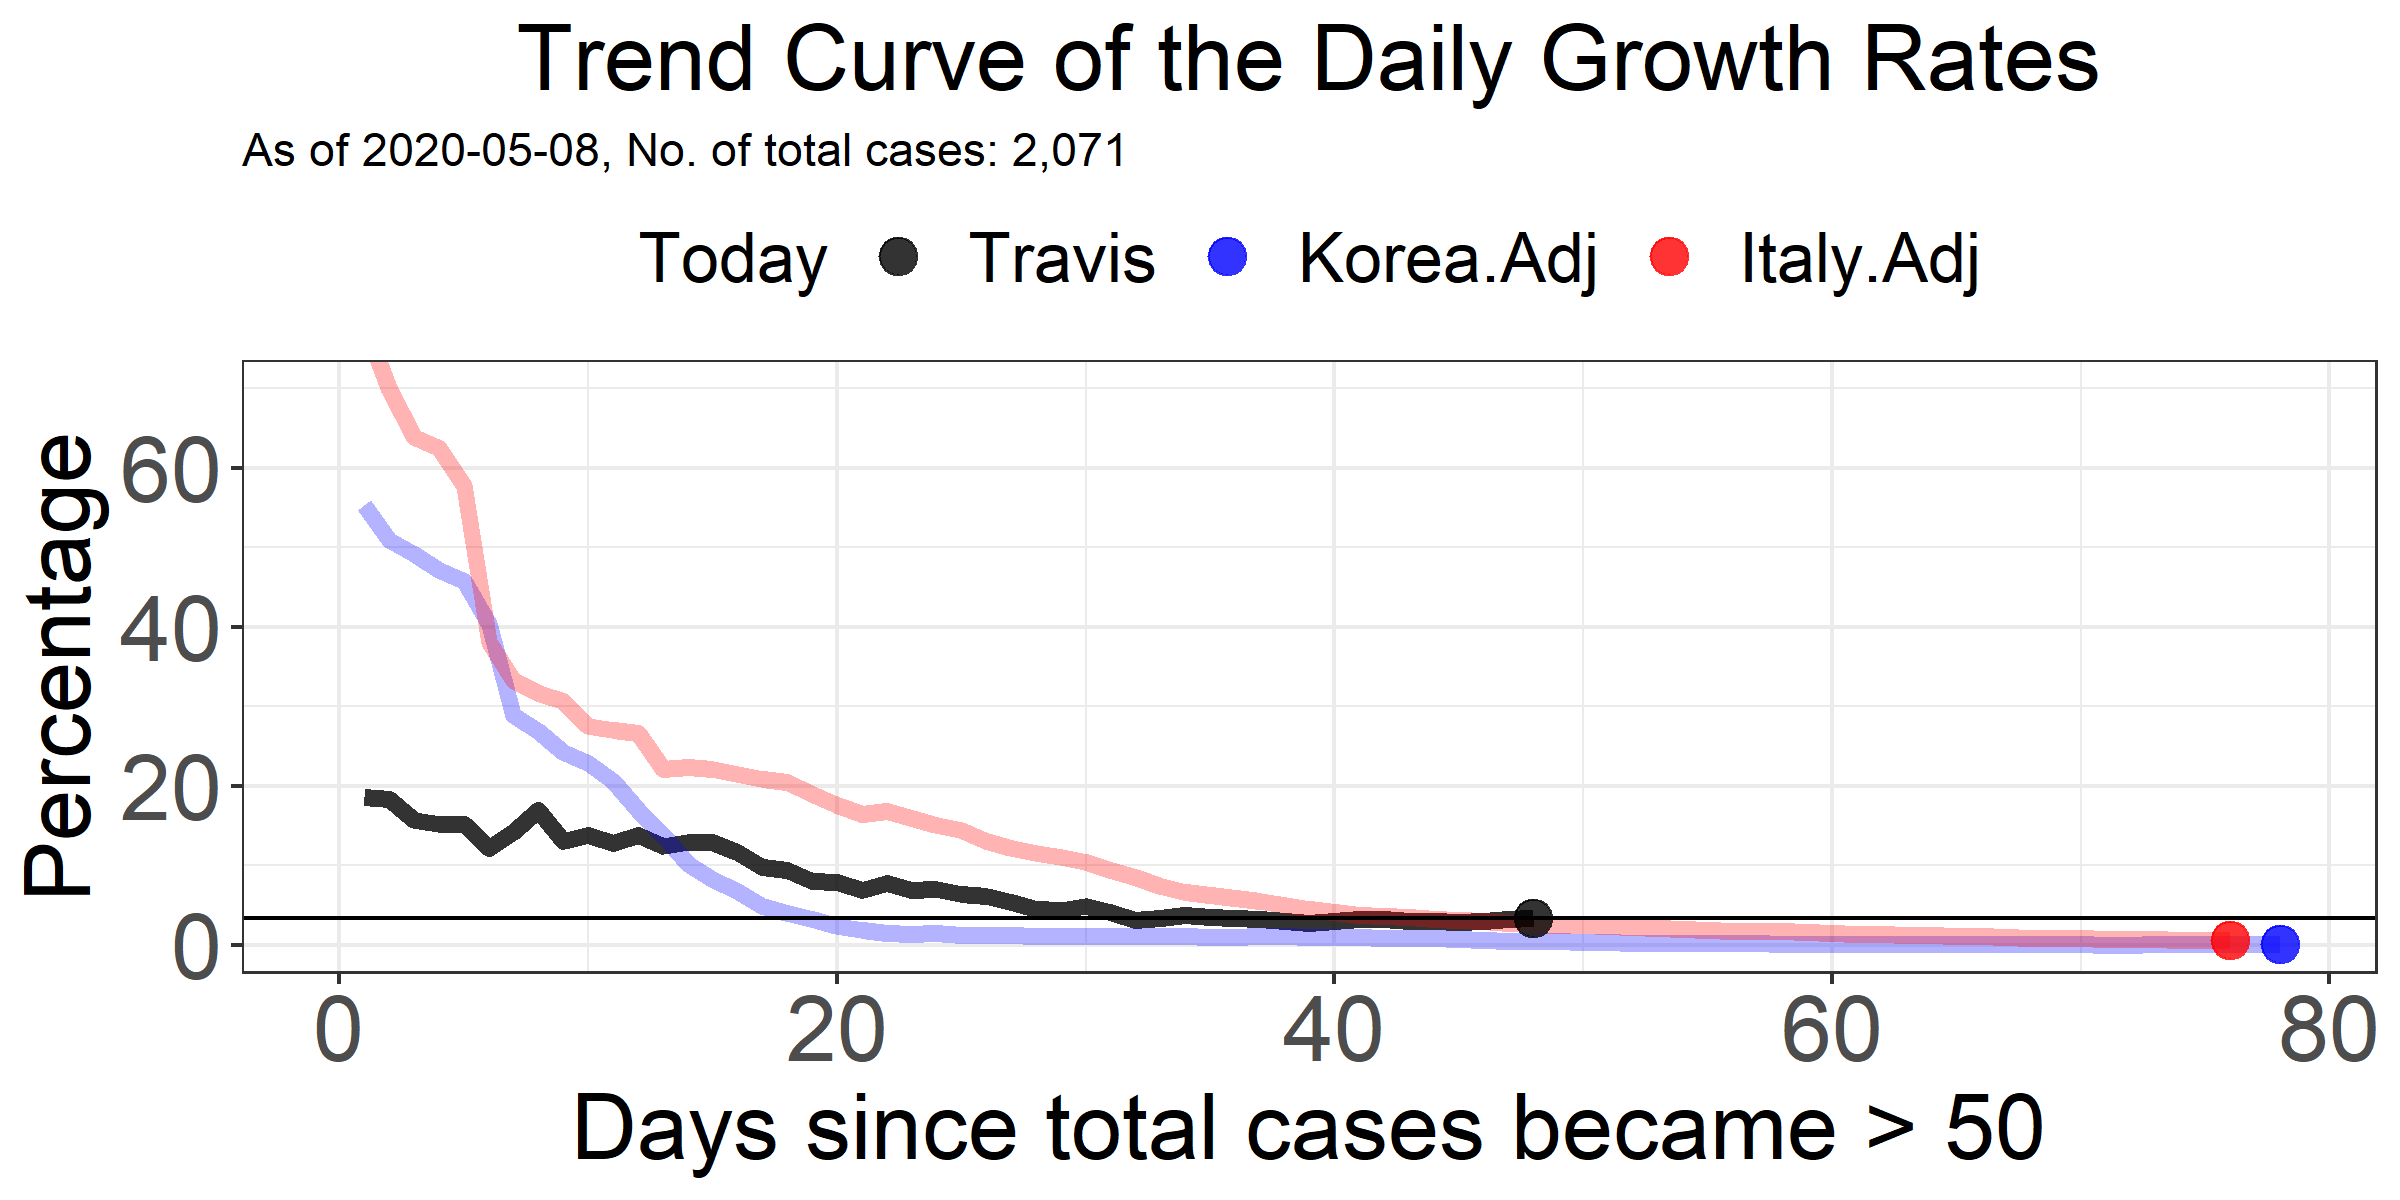 Trend Curve of the Daily Growth Rates
As of 2020-05-08, No. of total cases: 2,071
Today Travis Korea.Adj Italy.Adj
Percentage
60
40
20
0
0 20 40 60 80
Days since total cases became > 50